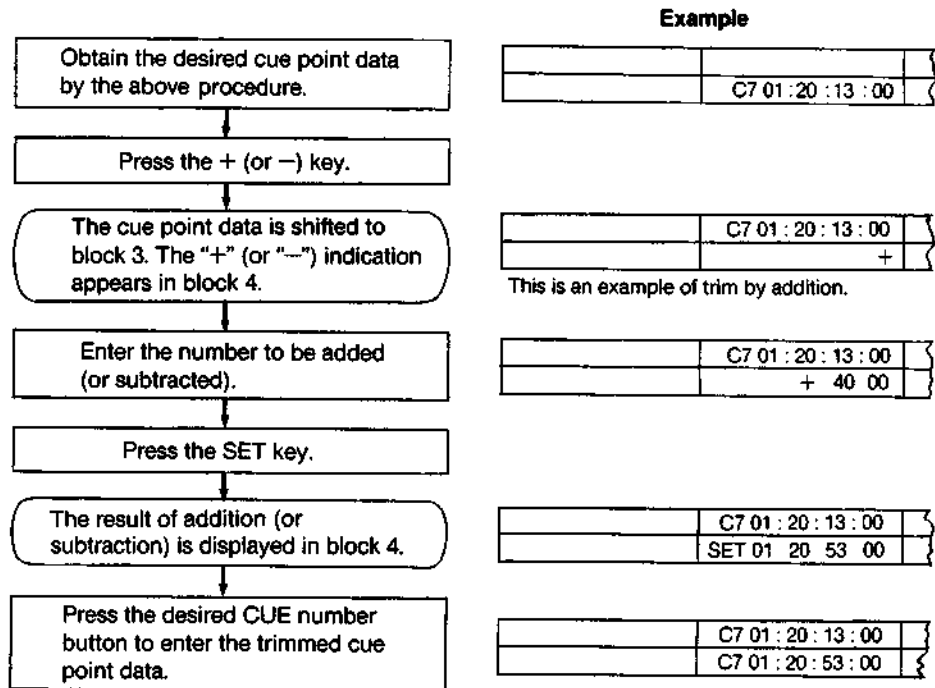 Example
Obtain the desired cue point data
by the above procedure.
C7 01 : 20 : 13 : 00
Press the + (or −) key.
The cue point data is shifted to
block 3. The "+" (or "−") indication
appears in block 4.
C7 01 : 20 : 13 : 00
+
This is an example of trim by addition.
Enter the number to be added
(or subtracted).
C7 01 : 20 : 13 : 00
+ 40 00
Press the SET key.
The result of addition (or
subtraction) is displayed in block 4.
C7 01 : 20 : 13 : 00
SET 01 20 53 00
Press the desired CUE number
button to enter the trimmed cue
point data.
C7 01 : 20 : 13 : 00
C7 01 : 20 : 53 : 00